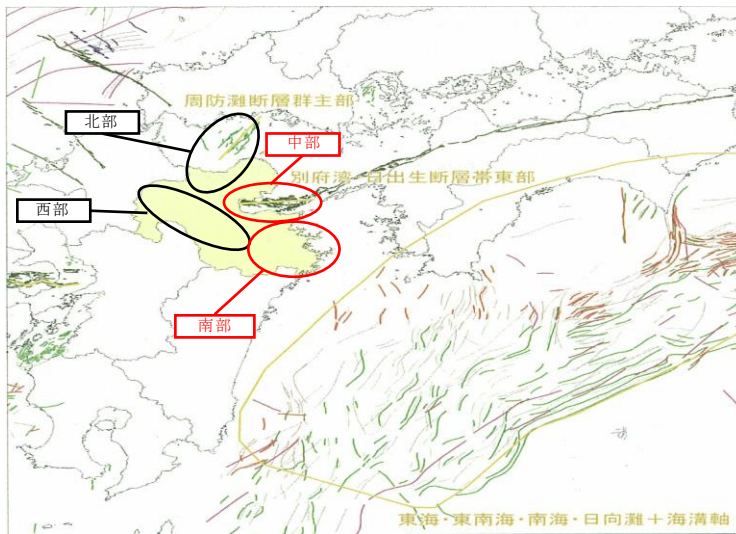 周防灘断層群主部
北部
中部
別府湾－日出生断層帯東部
西部
南部
東海・東南海・南海・日向灘＋海溝軸